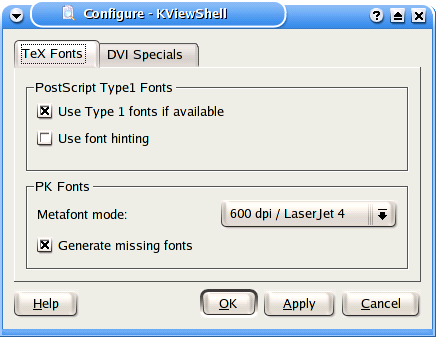 Configure - KViewShell
TeX Fonts
DVI Specials
PostScript Type1 Fonts
Use Type 1 fonts if available
Use font hinting
PK Fonts
Metafont mode:
600 dpi / LaserJet 4
Generate missing fonts
Help
OK
Apply
Cancel